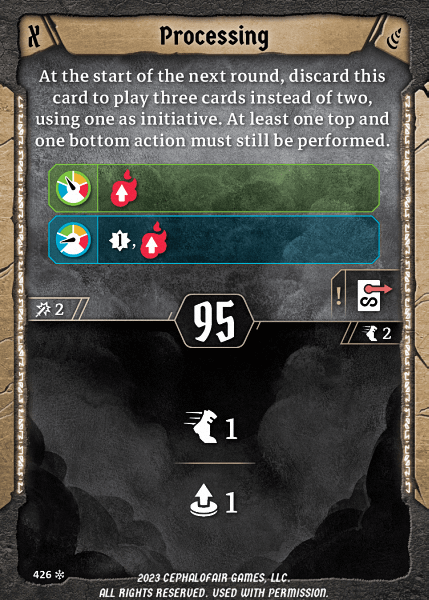 X
Processing
At the start of the next round, discard this
card to play three cards instead of two,
using one as initiative. At least one top and
one bottom action must still be performed.
1,
!
2
95
2
1
1
426
2023 CEPHALOFAIR GAMES, LLC.
ALL RIGHTS RESERVED. USED WITH PERMISSION.